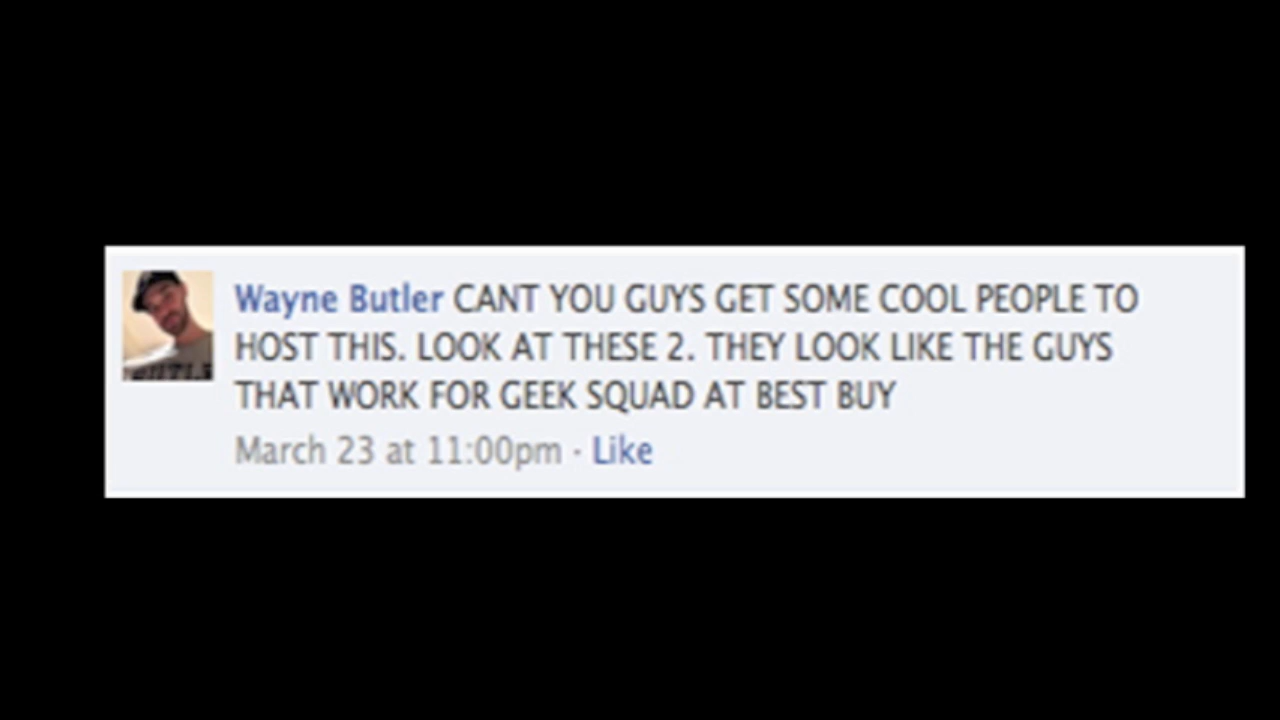 Wayne Butler CANT YOU GUYS GET SOME COOL PEOPLE TO
HOST THIS. LOOK AT THESE 2. THEY LOOK LIKE THE GUYS
THAT WORK FOR GEEK SQUAD AT BEST BUY
March 23 at 11:00pm · Like